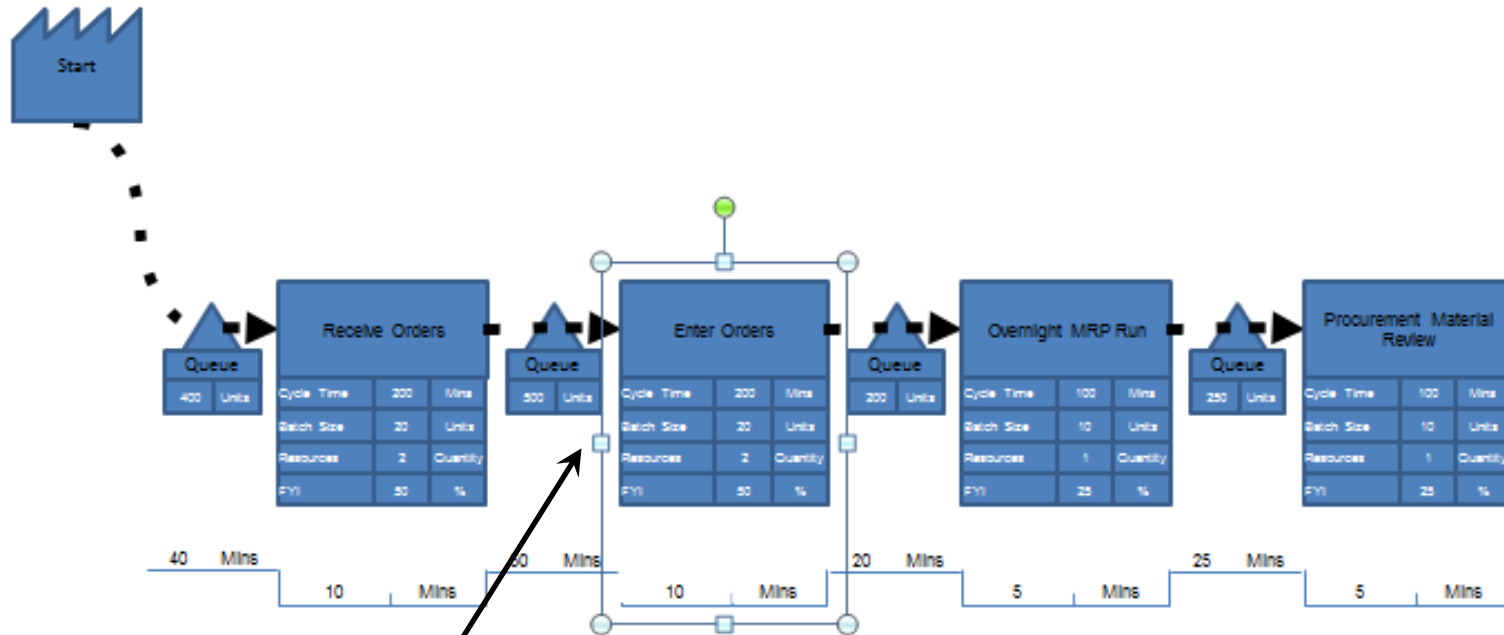 Start
Receive Orders
Enter Orders
Overnight MRP Run
Procurement Material
Review
Queue
400 Units
Cycle Time 200 Mins
Batch Size 20 Units
Resources 2 Quantity
FYI 50 %
Queue
500 Units
Cycle Time 200 Mins
Batch Size 20 Units
Resources 2 Quantity
FYI 50 %
Queue
200 Units
Cycle Time 100 Mins
Batch Size 10 Units
Resources 1 Quantity
FYI 25 %
Queue
250 Units
Cycle Time 100 Mins
Batch Size 10 Units
Resources 1 Quantity
FYI 25 %
40 Mins
10 Mins
Mins
10 Mins
20 Mins
5 Mins
25 Mins
5 Mins